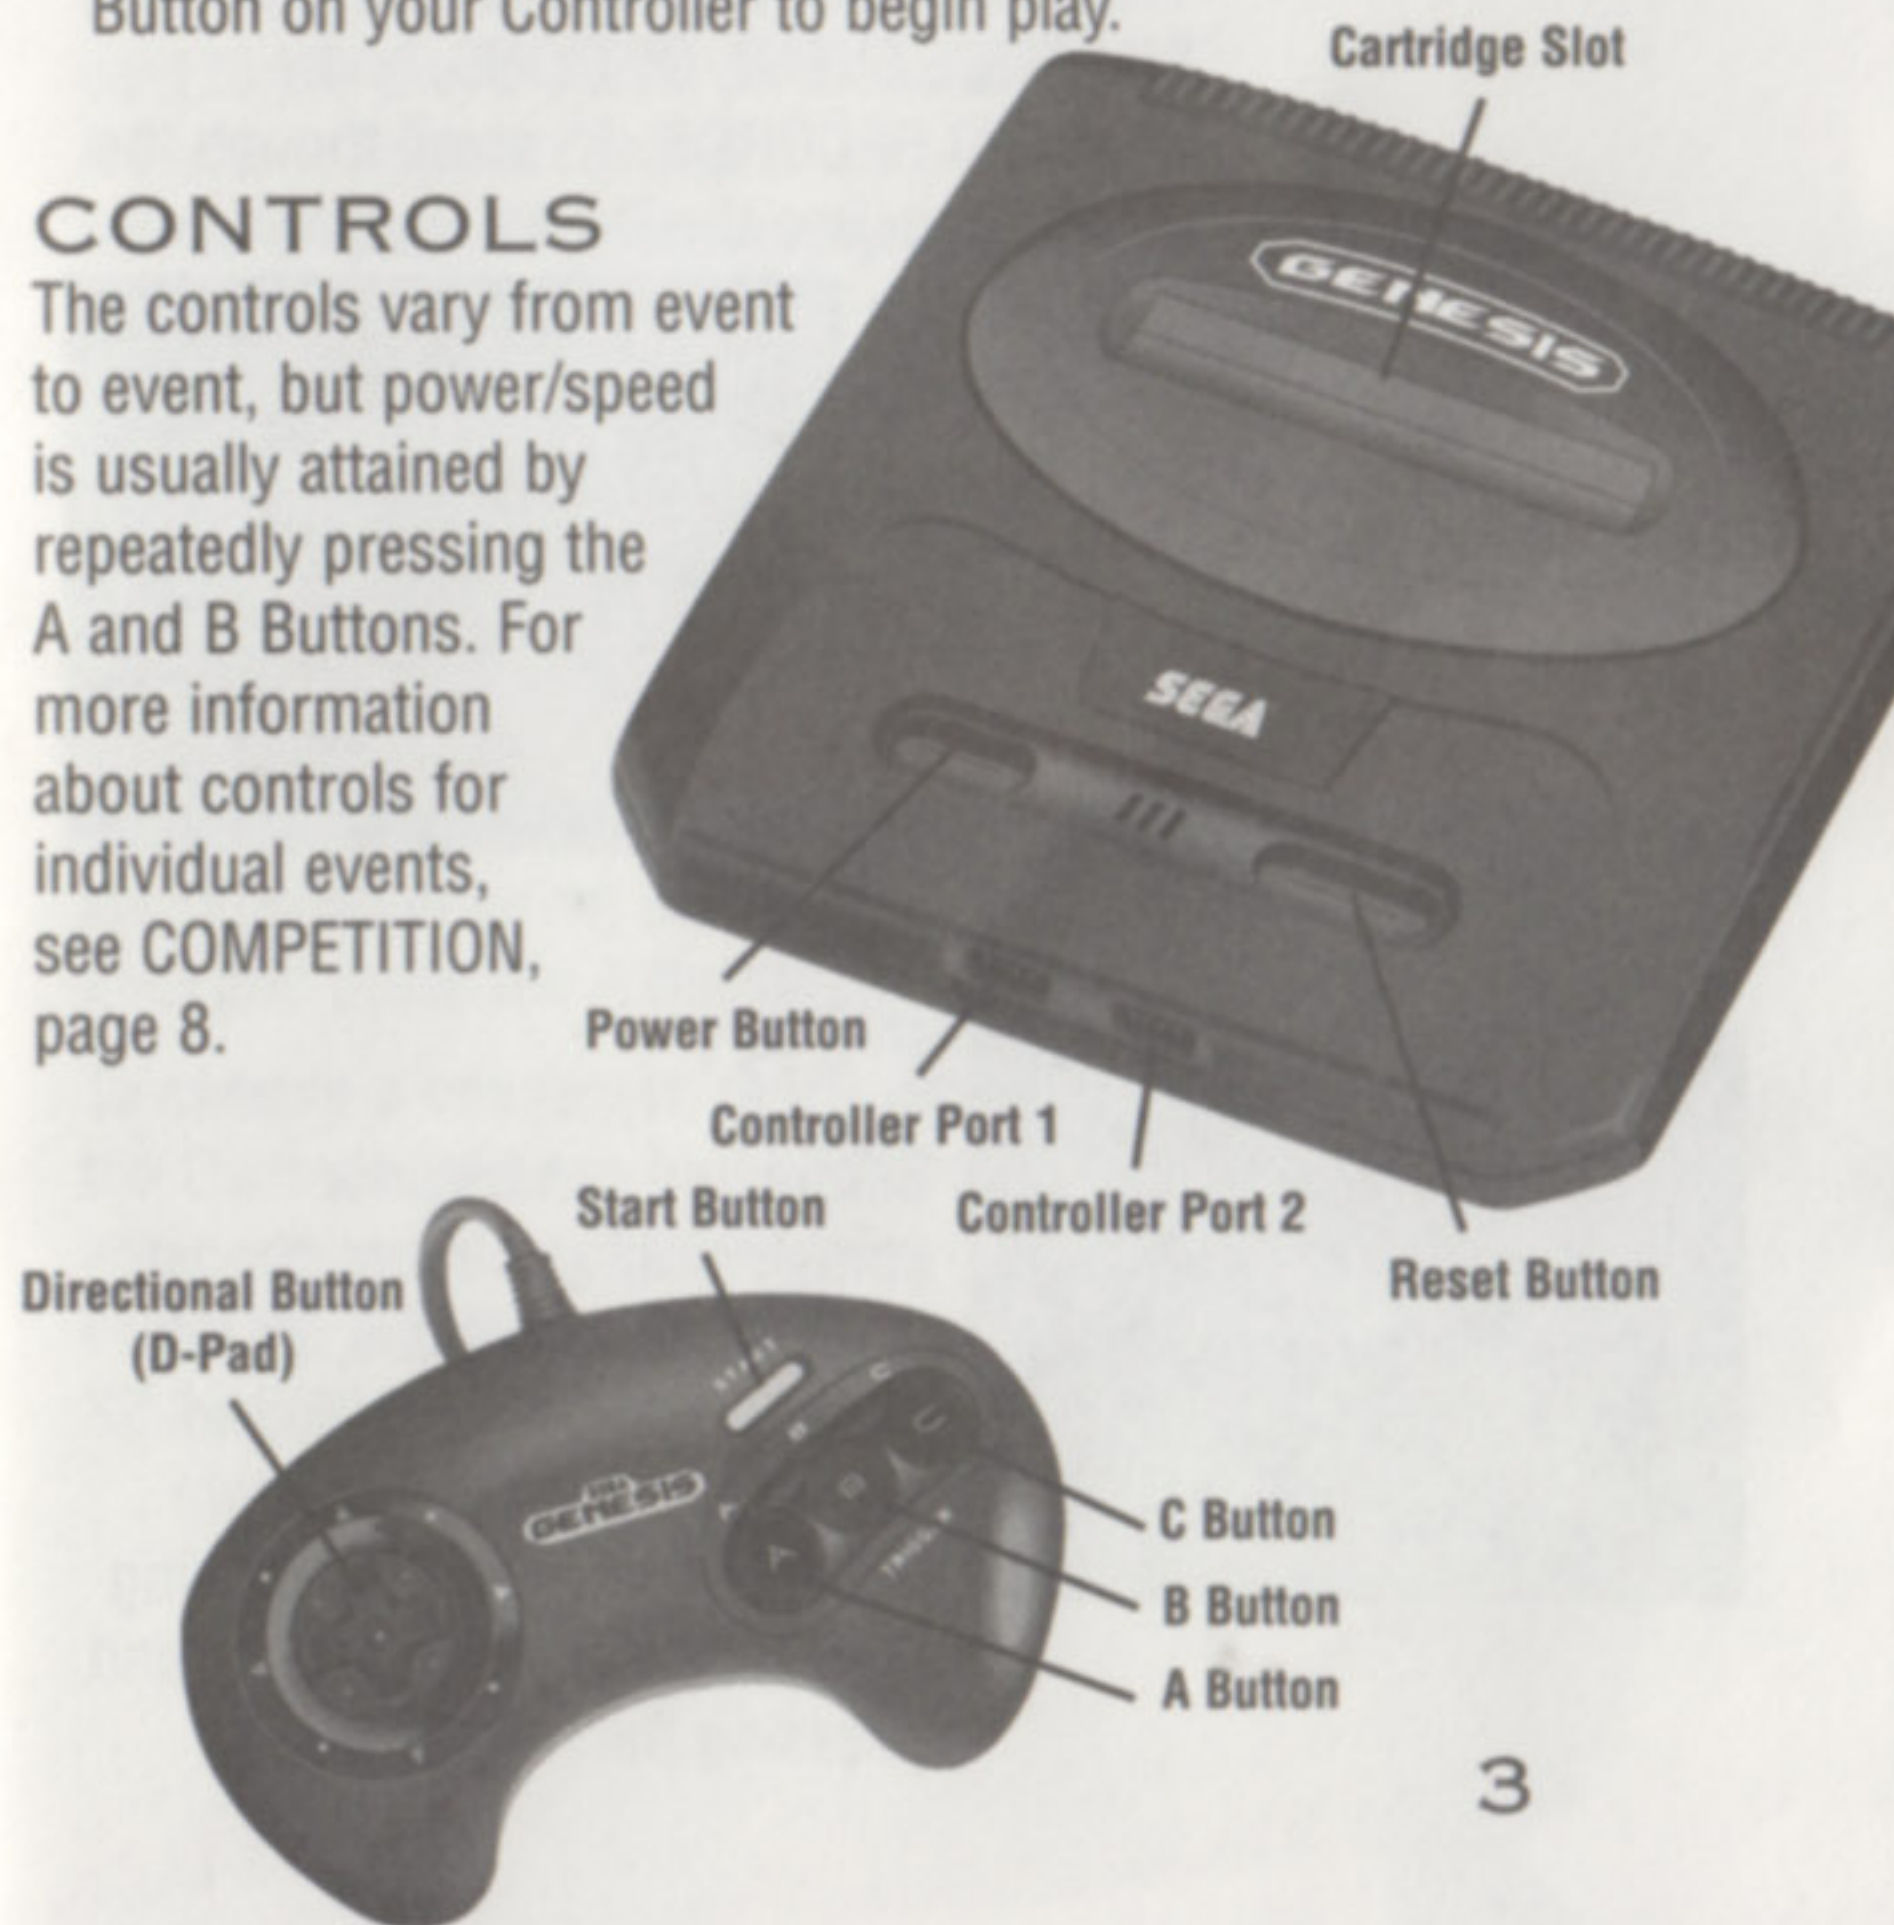 Button on your Controller to begin play.
Cartridge Slot
CONTROLS
The controls vary from event
to event, but power/speed
is usually attained by
repeatedly pressing the
A and B Buttons. For
more information
about controls for
individual events,
see COMPETITION,
page 8.
GENESIS
SEGA
Power Button
Controller Port 1
Controller Port 2
Reset Button
Start Button
Directional Button
(D-Pad)
START
C
B
A
C
B
A
SEGA
GENESIS
C Button
B Button
A Button
3